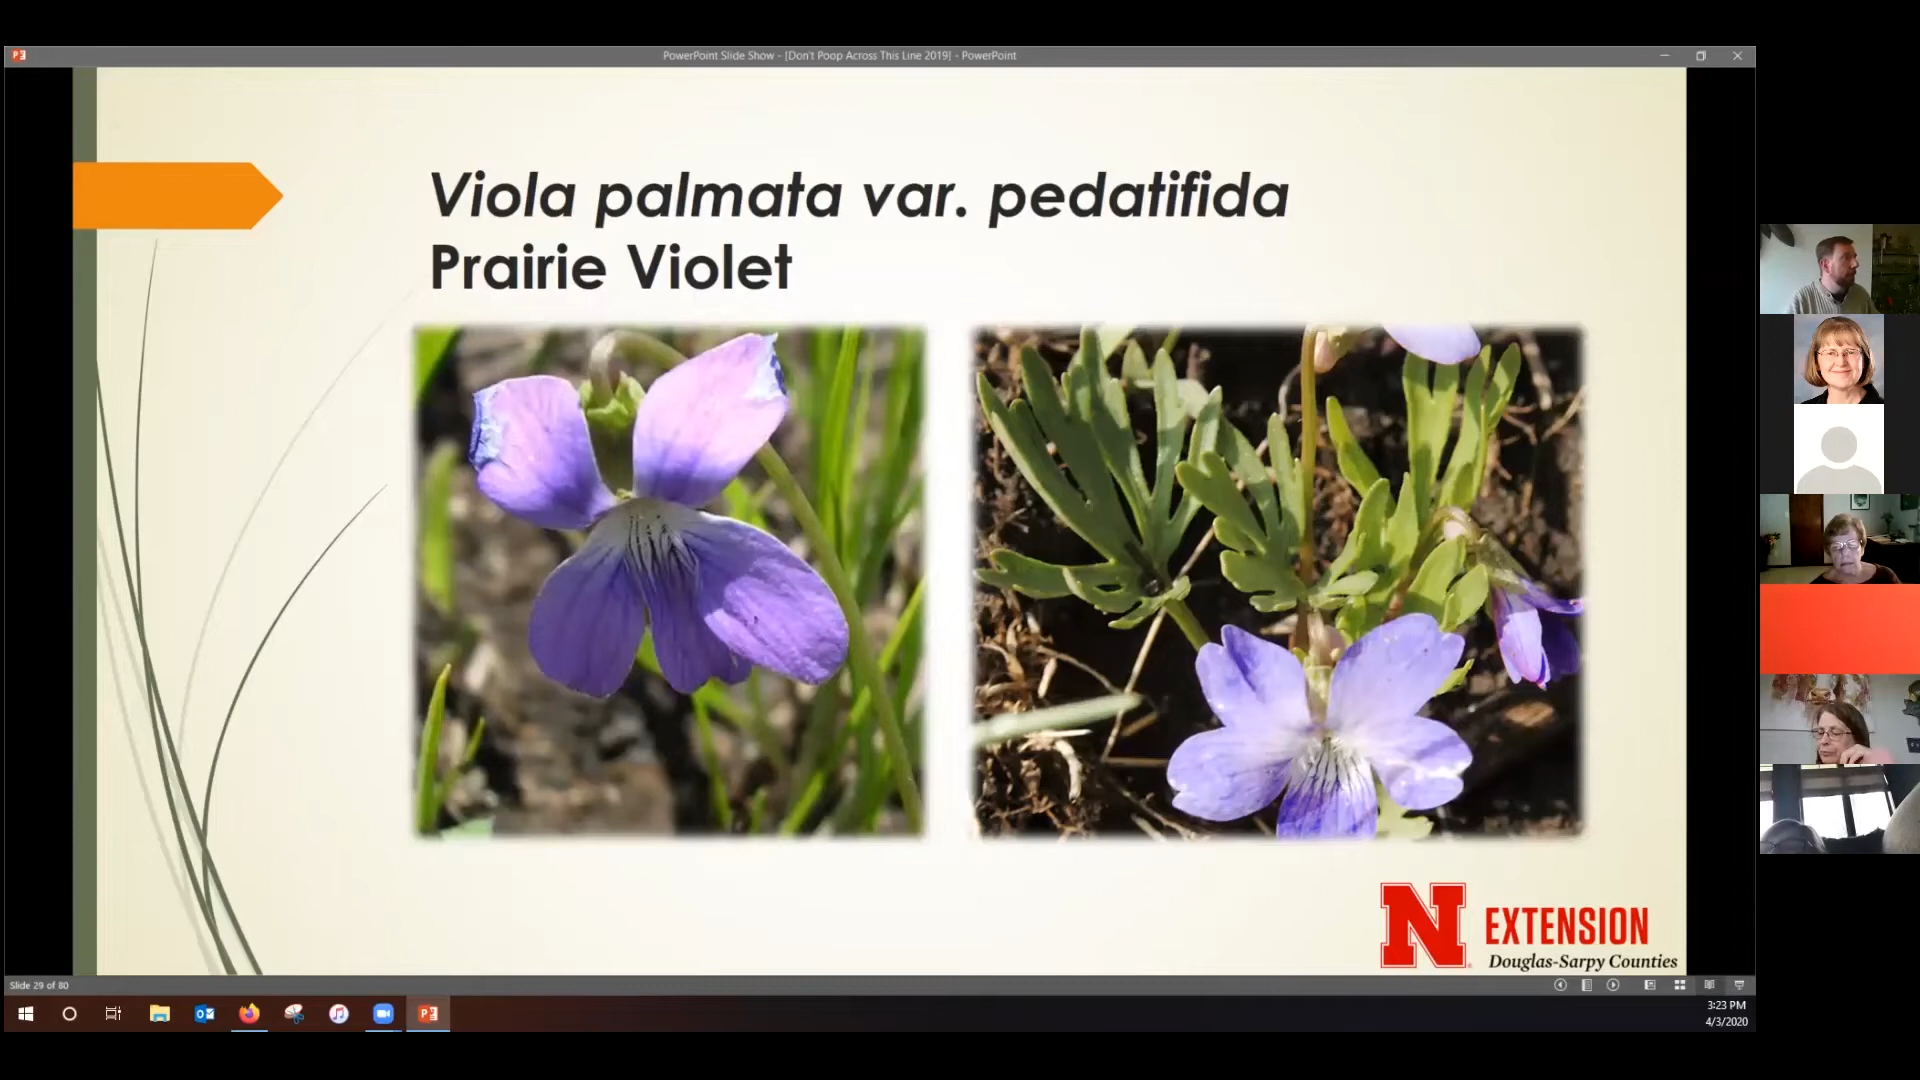 PowerPoint Slide Show - [Don't Poop Across This Line 2019] - PowerPoint
Viola palmata var. pedatifida
Prairie Violet
N EXTENSION
Douglas-Sarpy Counties
Slide 29 of 80
3:23 PM
4/3/2020